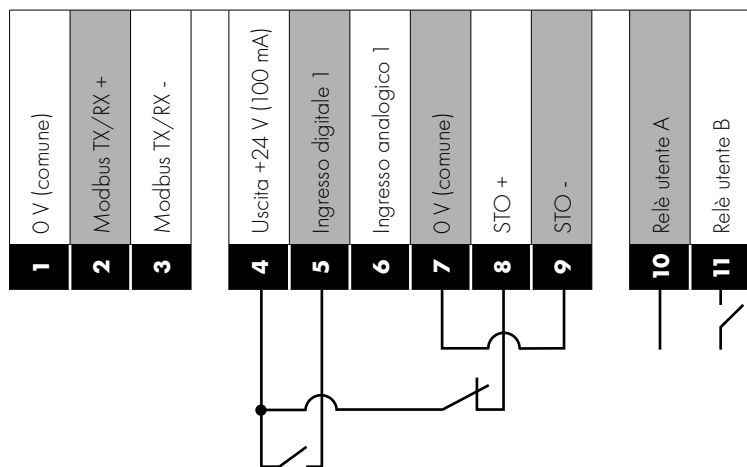 0 V (comune)
Modbus TX/RX +
Modbus TX/RX -
Uscita +24 V (100 mA)
Ingresso digitale 1
Ingresso analogico 1
0 V (comune)
STO +
STO -
Relè utente A
Relè utente B
1
2
3
4
5
6
7
8
9
10
11